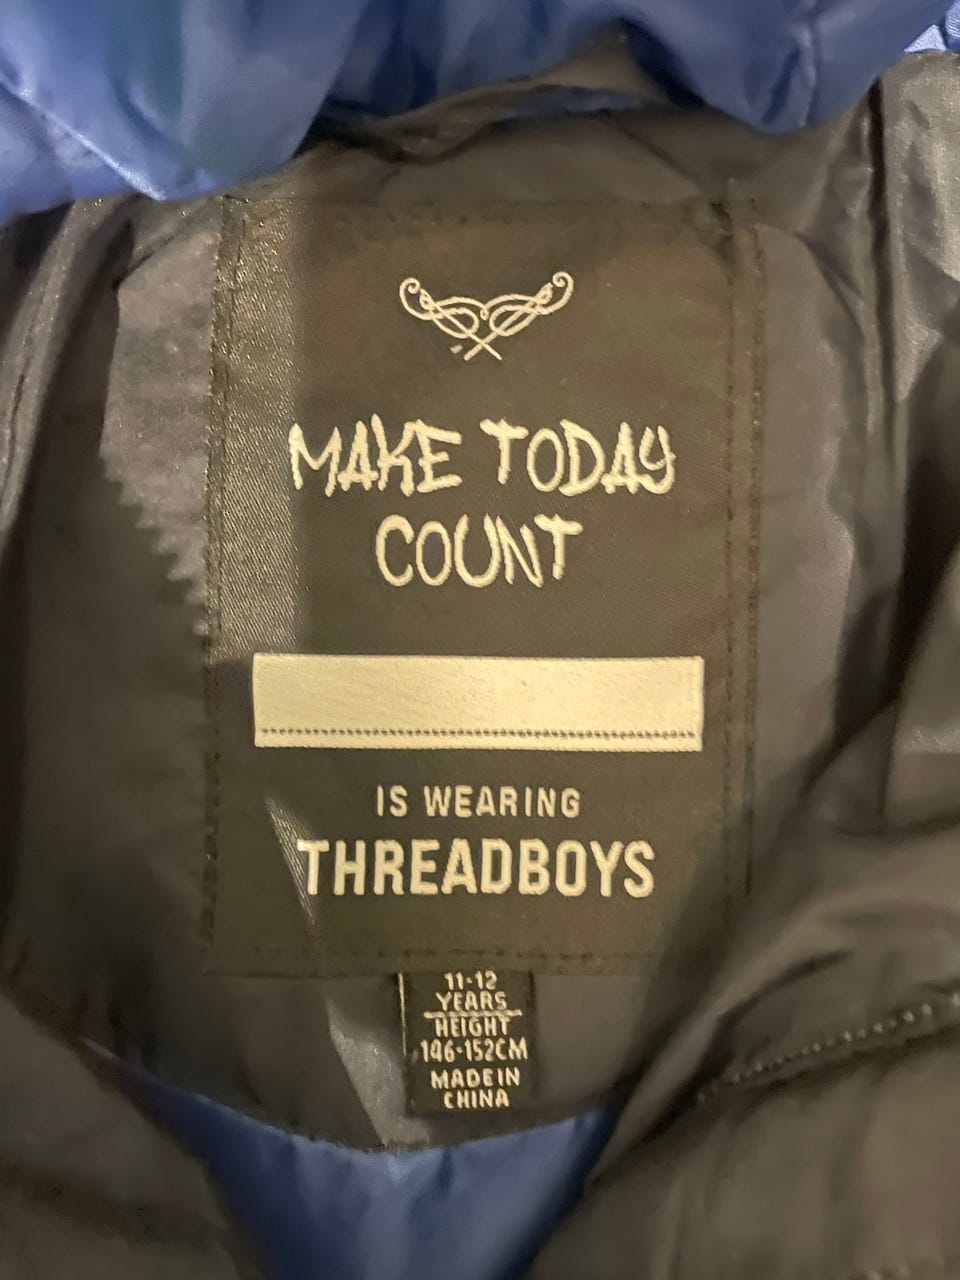 MAKE TODAY
COUNT
IS WEARING
THREADBOYS
11-12
YEARS
HEIGHT
146-152CM
MADE IN
CHINA